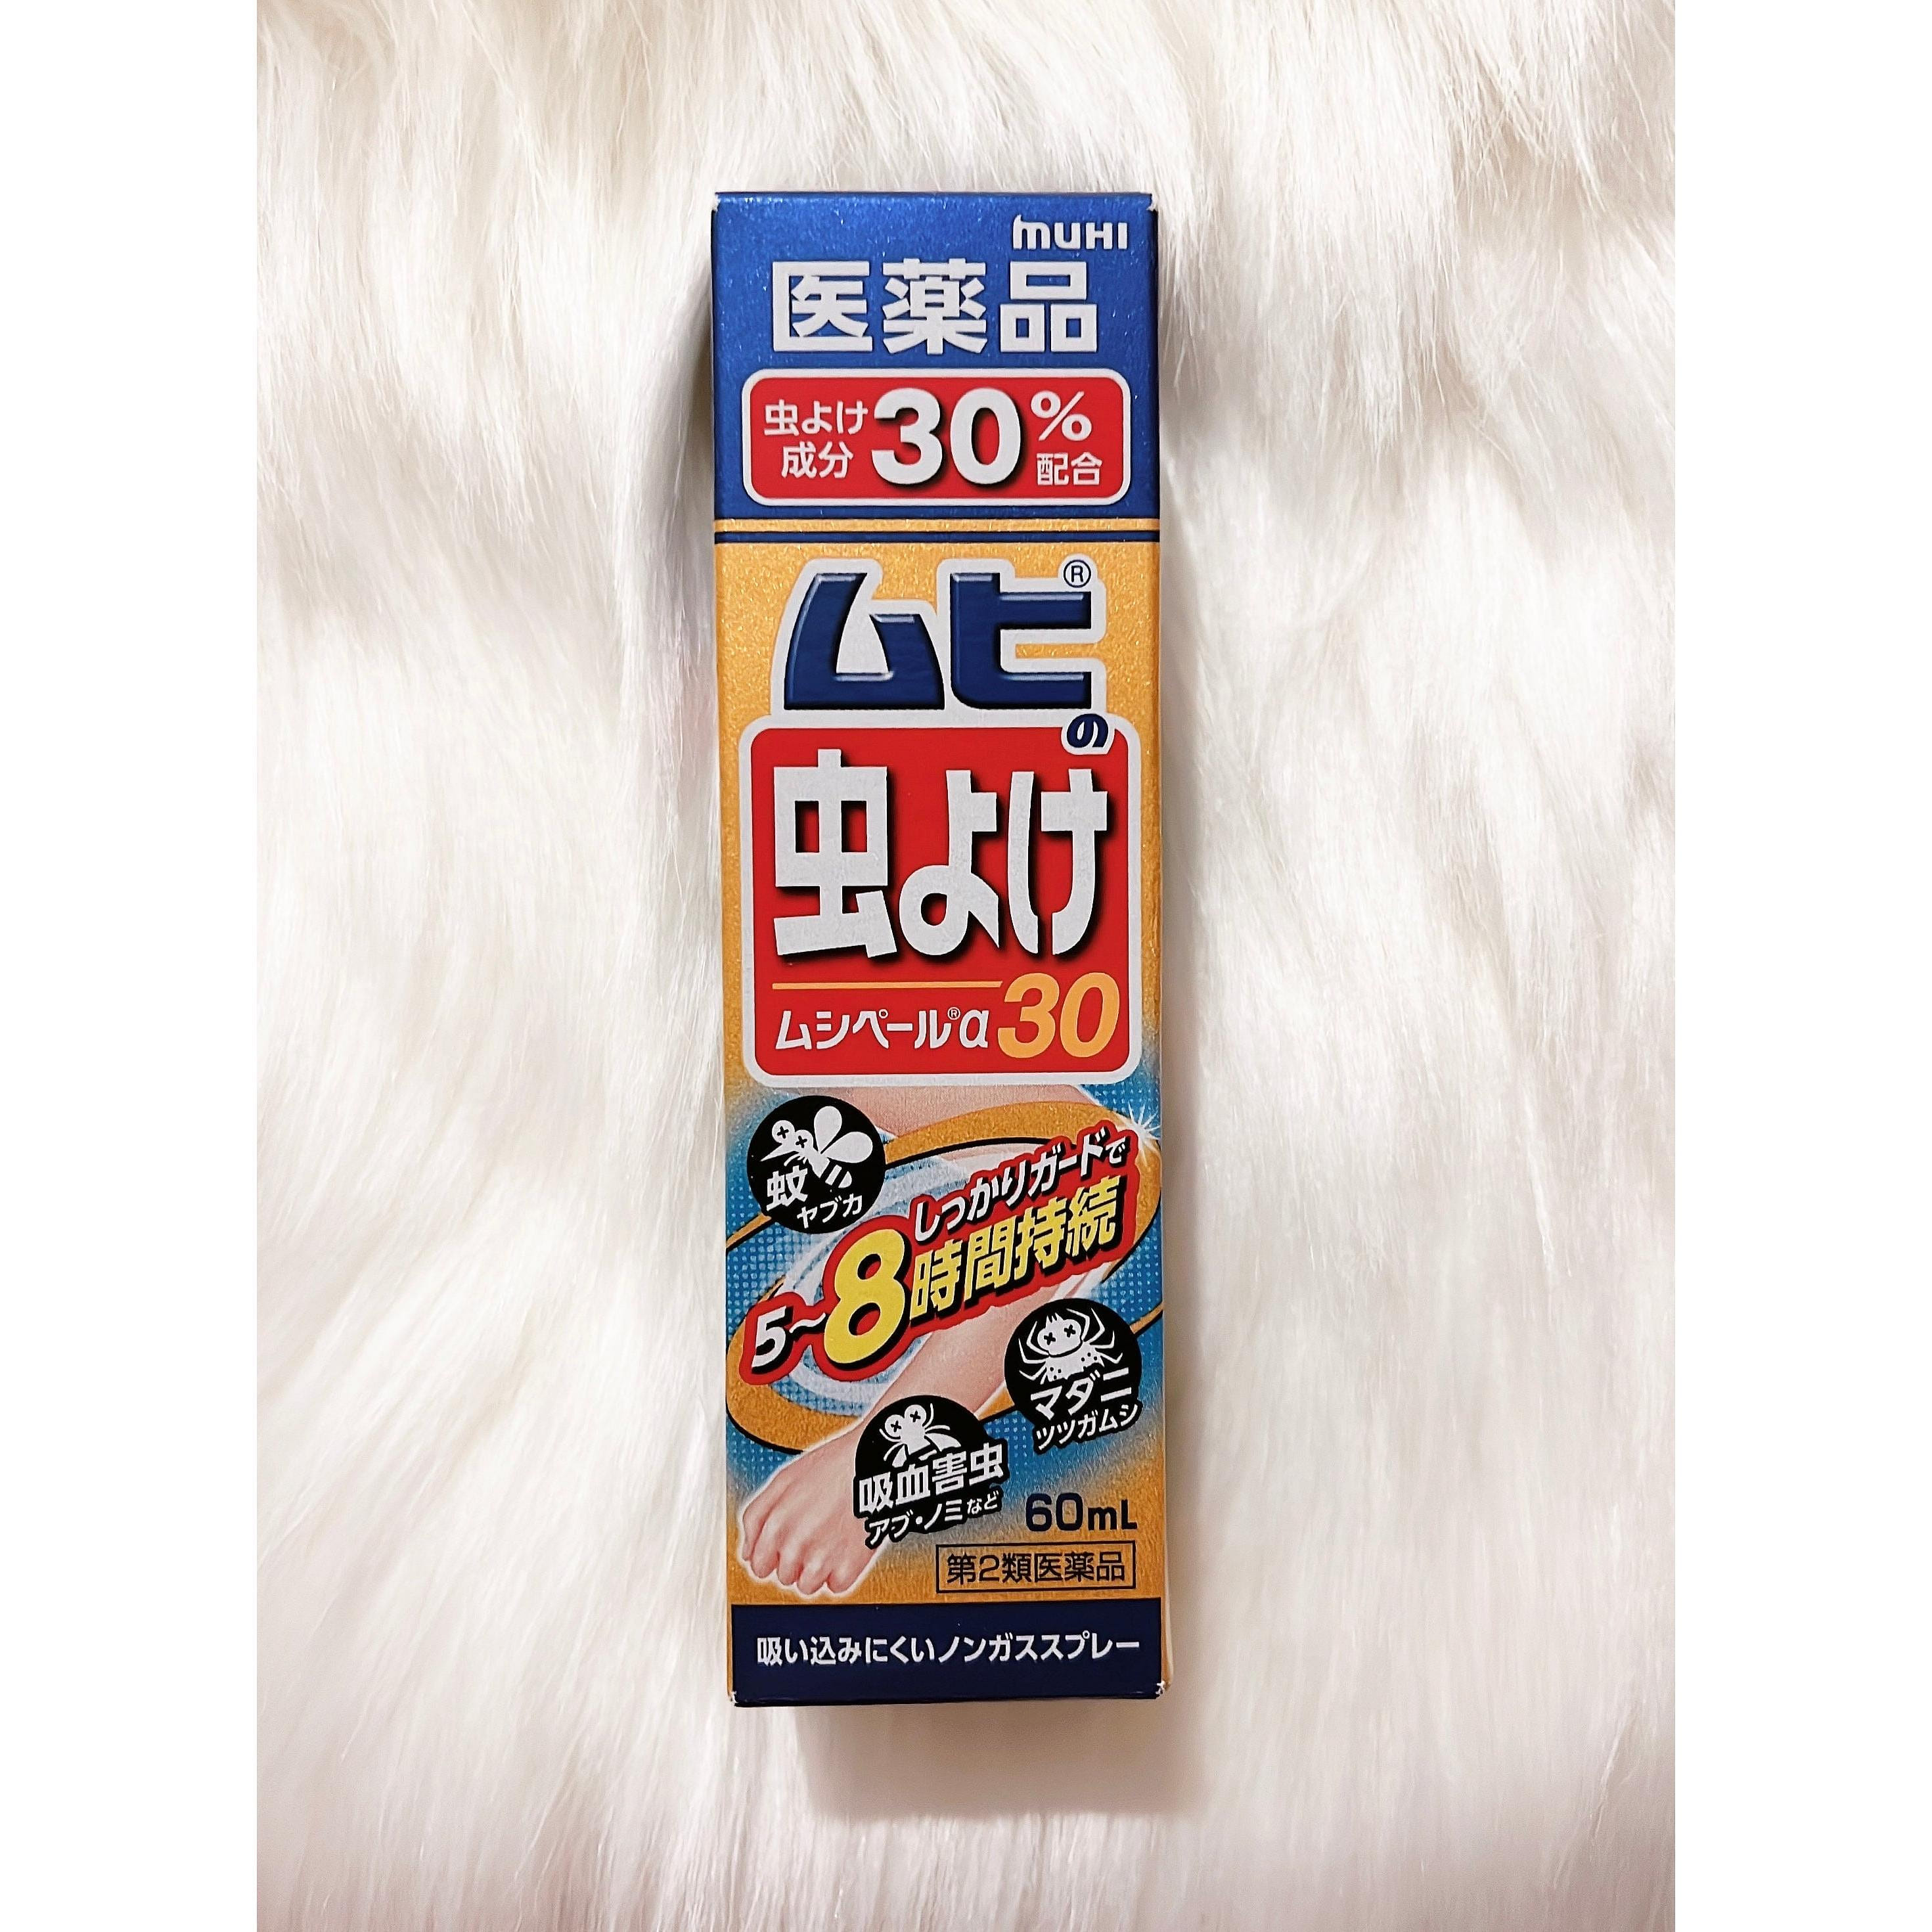 MUHI
医薬品
虫よけ成分30%配合
ムヒ®の
虫よけ
ムシペール®α30
蚊
ヤブカ
しっかりガードで
5~8時間持続
マダニ
ツツガムシ
吸血害虫
アブ・ノミなど
60mL
第2類医薬品
吸い込みにくいノンガススプレー